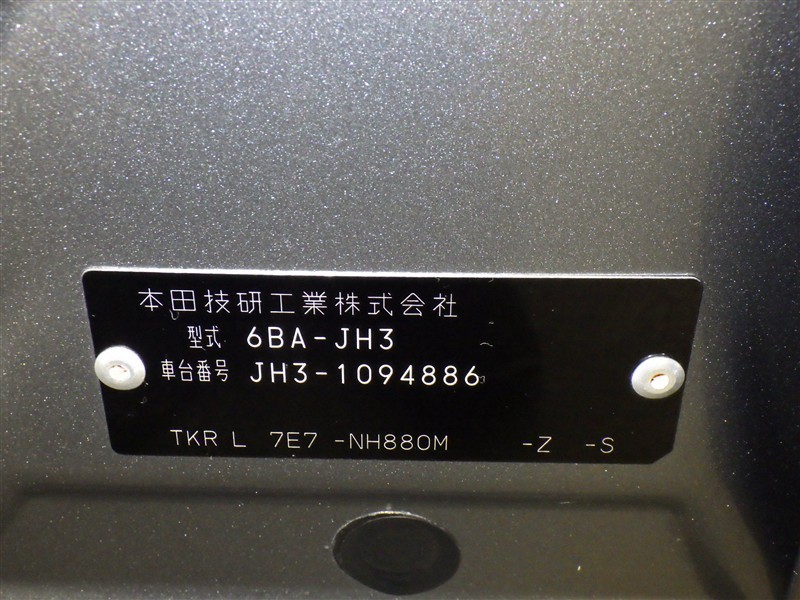 本田技研工業株式会社
型式 6BA-JH3
車台番号 JH3-1094886
TKR L 7E7 -NH880M -Z -S